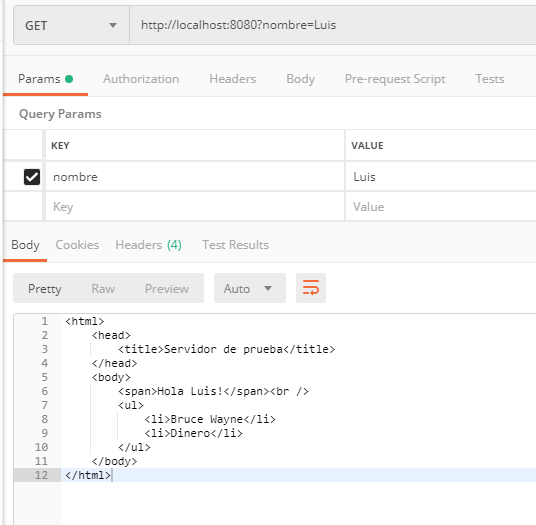 GET http://localhost:8080?nombre=Luis
Params Authorization Headers Body Pre-request Script Tests
Query Params
KEY VALUE
nombre Luis
Key Value
Body Cookies Headers (4) Test Results
Pretty Raw Preview Auto
1 <html>
2 <head>
3 <title>Servidor de prueba</title>
4 </head>
5 <body>
6 <span>Hola Luis!</span><br />
7 <ul>
8 <li>Bruce Wayne</li>
9 <li>Dinero</li>
10 </ul>
11 </body>
12 </html>